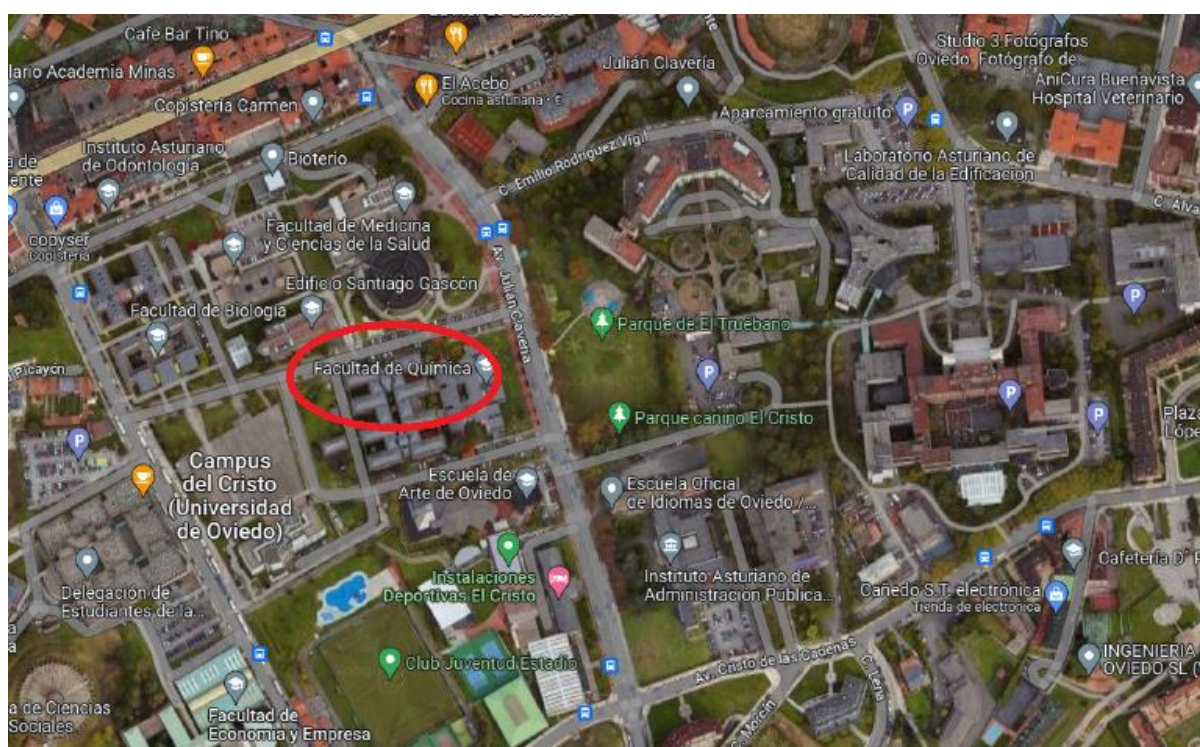 Café Bar Tino
Julián Clavería
Studio 3 Fotógrafos
Oviedo. Fotógrafo de...
Academia Minas
El Acebo
Cocina asturiana • €
AniCura Buenavista
Hospital Veterinario
Copistería Carmen
Aparcamiento gratuito
Instituto Asturiano
de Odontología
Bioterio
C. Emilio Rodríguez Vigil
Laboratorio Asturiano de
Calidad de la Edificación
copyser
Copistería
Facultad de Medicina
y Ciencias de la Salud
Av. Julián Clavería
Edificio Santiago Gascón
Facultad de Biología
Parque de El Truébano
Facultad de Química
Parque canino El Cristo
Plaza
Campus
del Cristo
(Universidad
de Oviedo)
Escuela de
Arte de Oviedo
Escuela Oficial
de Idiomas de Oviedo /...
Instalaciones
Deportivas El Cristo
Instituto Asturiano de
Administración Pública...
Cañedo S.T. electrónica
Tienda de electrónica
Cafetería
Delegación de
Estudiantes de la...
Club Juventud Estadio
Av. Cristo de las Cadenas
C. Lena
C. Morcín
INGENIERÍA
OVIEDO SL
de Ciencias
Sociales
Facultad de
Economía y Empresa